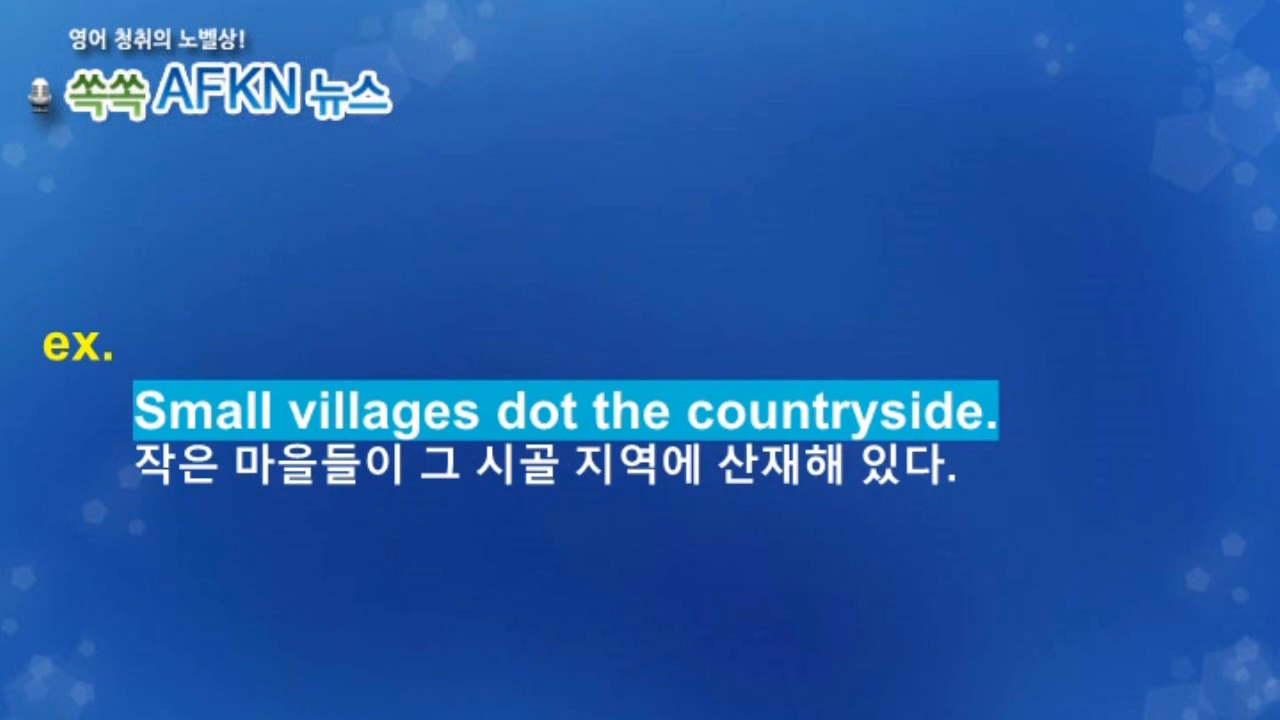 영어 청취의 노벨상!
쏙쏙 AFKN 뉴스
ex.
Small villages dot the countryside.
작은 마을들이 그 시골 지역에 산재해 있다.